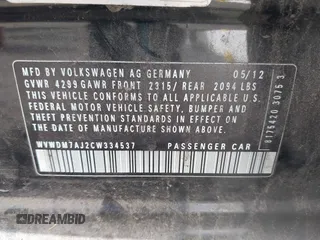 MFD BY VOLKSWAGEN AG GERMANY 05/12
GVWR 4289 GAWR FRONT 2315/ REAR 2094 LBS
THIS VEHICLE CONFORMS TO ALL APPLICABLE
FEDERAL MOTOR VEHICLE SAFETY, BUMPER AND
THEFT PREVENTION STANDARDS IN EFFECT ON THE
DATE OF MANUFACTURE SHOWN ABOVE
WVWDM7AJ2CW334537 PASSENGER CAR